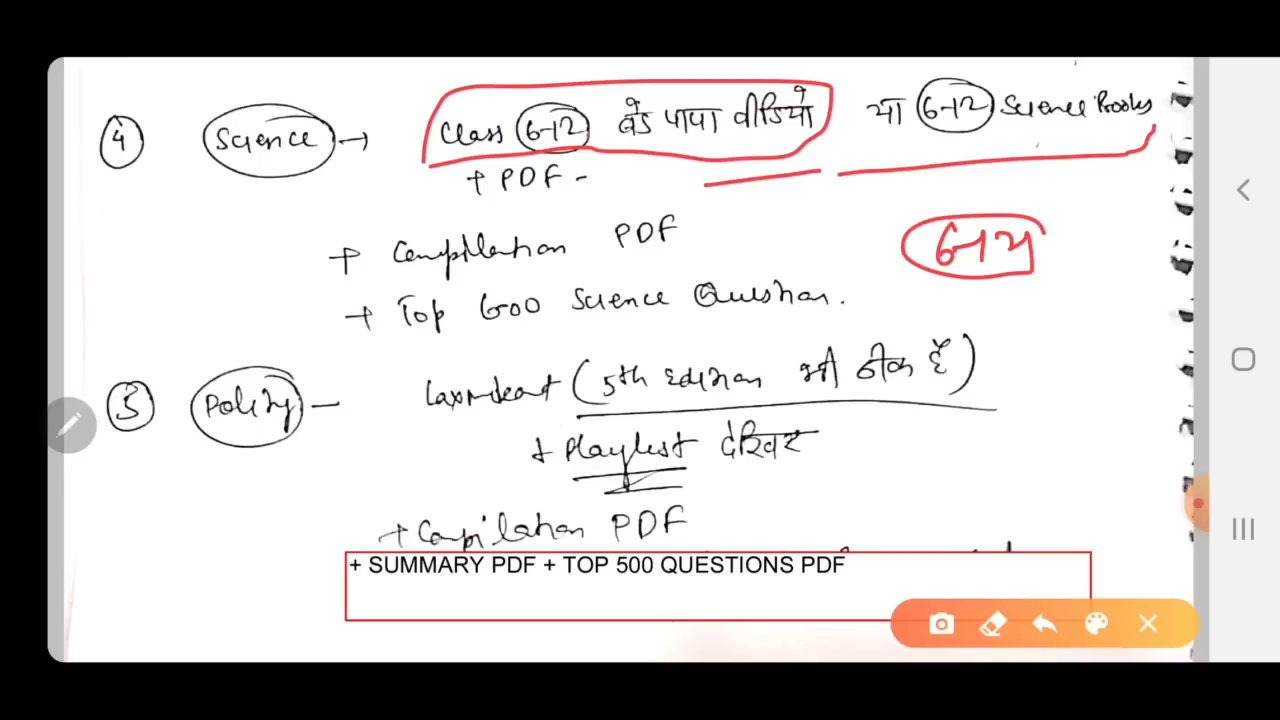 4 Science → Class 6-12 बड़े पापा वीडियो या 6-12 Science Books
+ PDF -
6-12
+ Compilation PDF
+ Top 600 Science Question.
5 Polity - Laxmikant (5th Edition भी ठीक है)
+ Playlist देखिए
+ Compilation PDF
+ SUMMARY PDF + TOP 500 QUESTIONS PDF